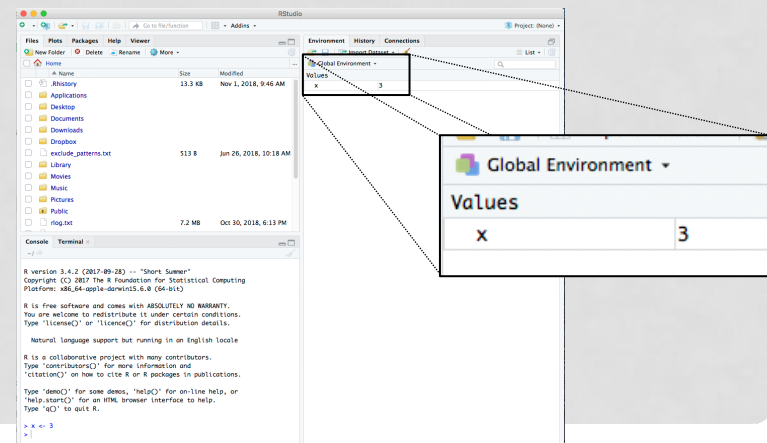 RStudio
Go to file/function
Addins
Project: (None)
Files Plots Packages Help Viewer
New Folder Delete Rename More
Home
Name Size Modified
.Rhistory 13.3 KB Nov 1, 2018, 9:46 AM
Applications
Desktop
Documents
Downloads
Dropbox
exclude_patterns.txt 513 B Jun 26, 2018, 10:18 AM
Library
Movies
Music
Pictures
Public
rlog.txt 7.2 MB Oct 30, 2018, 6:13 PM
Environment History Connections
Import Dataset List
Global Environment
Values
x 3
Global Environment
Values
x 3
Console Terminal ×
~/
R version 3.4.2 (2017-09-28) -- "Short Summer"
Copyright (C) 2017 The R Foundation for Statistical Computing
Platform: x86_64-apple-darwin15.6.0 (64-bit)
R is free software and comes with ABSOLUTELY NO WARRANTY.
You are welcome to redistribute it under certain conditions.
Type 'license()' or 'licence()' for distribution details.
Natural language support but running in an English locale
R is a collaborative project with many contributors.
Type 'contributors()' for more information and
'citation()' on how to cite R or R packages in publications.
Type 'demo()' for some demos, 'help()' for on-line help, or
'help.start()' for an HTML browser interface to help.
Type 'q()' to quit R.
> x <- 3
>